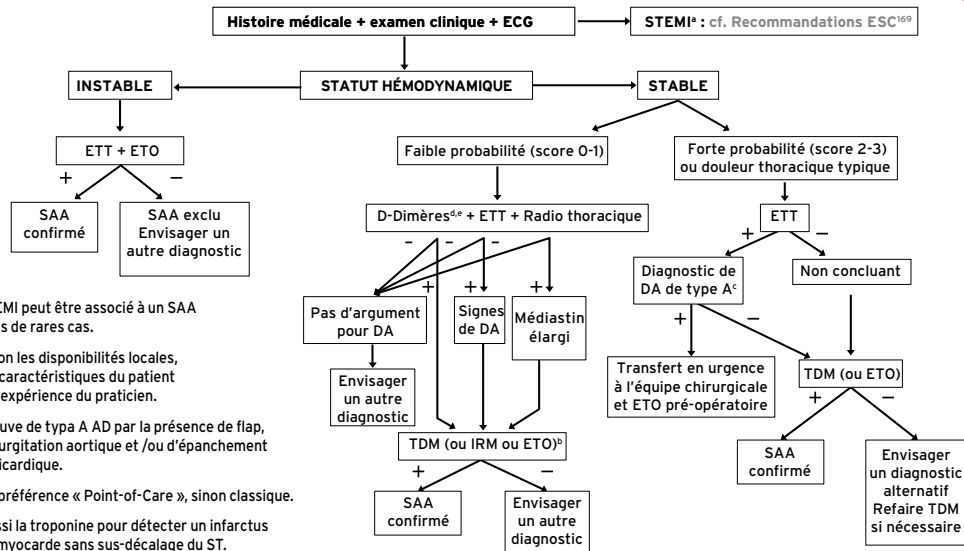 Histoire médicale + examen clinique + ECG
STEMIᵃ : cf. Recommandations ESC¹⁶⁹
INSTABLE
STATUT HÉMODYNAMIQUE
STABLE
ETT + ETO
+
–
SAA
confirmé
SAA exclu
Envisager un
autre diagnostic
Faible probabilité (score 0-1)
Forte probabilité (score 2-3)
ou douleur thoracique typique
D-Dimèresᵈ,ᵉ + ETT + Radio thoracique
-
-
-
+
+
+
Pas d'argument
pour DA
Signes
de DA
Médiastin
élargi
Envisager
un autre
diagnostic
TDM (ou IRM ou ETO)ᵇ
+
–
SAA
confirmé
Envisager
un autre
diagnostic
ETT
+
–
Diagnostic de
DA de type Aᶜ
Non concluant
+
–
Transfert en urgence
à l'équipe chirurgicale
et ETO pré-opératoire
TDM (ou ETO)
+
–
SAA
confirmé
Envisager
un diagnostic
alternatif
Refaire TDM
si nécessaire
EMI peut être associé à un SAA
s de rares cas.
on les disponibilités locales,
caractéristiques du patient
expérience du praticien.
uve de typa A AD par la présence de flap,
urgitation aortique et /ou d'épanchement
icardique.
préférence « Point-of-Care », sinon classique.
ssi la troponine pour détecter un infarctus
myocarde sans sus-décalage du ST.